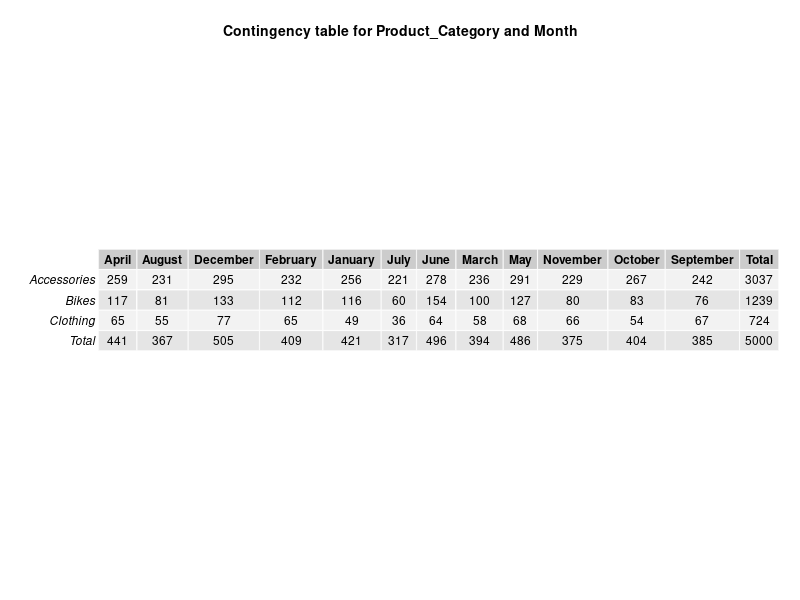 Contingency table for Product_Category and Month
April August December February January July June March May November October September Total
Accessories 259 231 295 232 256 221 278 236 291 229 267 242 3037
Bikes 117 81 133 112 116 60 154 100 127 80 83 76 1239
Clothing 65 55 77 65 49 36 64 58 68 66 54 67 724
Total 441 367 505 409 421 317 496 394 486 375 404 385 5000